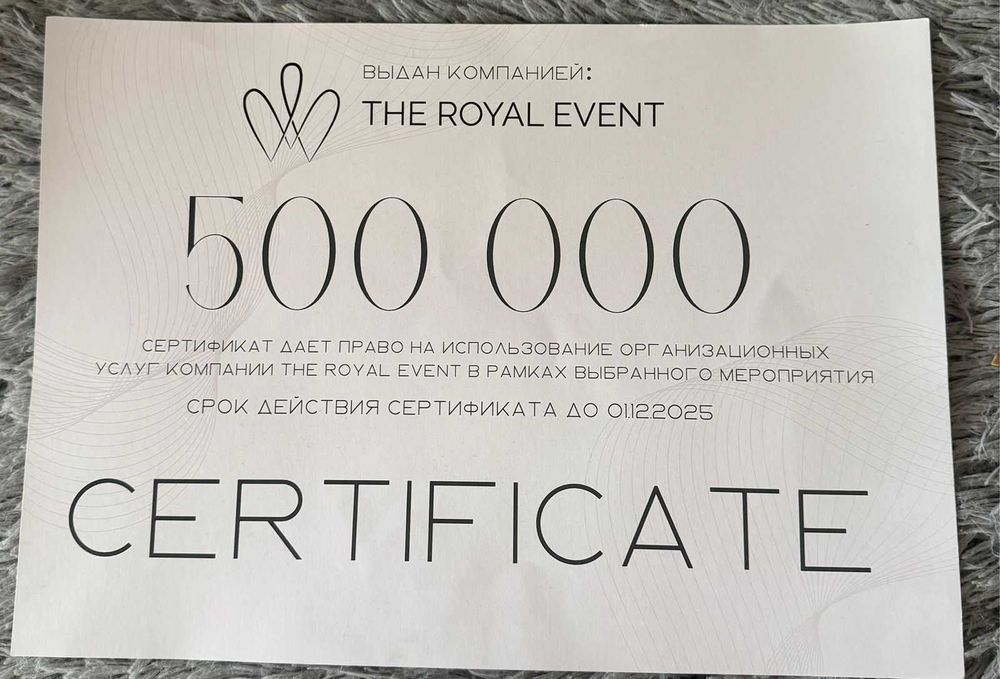 ВЫДАН КОМПАНИЕЙ:
THE ROYAL EVENT
500 000
СЕРТИФИКАТ ДАЕТ ПРАВО НА ИСПОЛЬЗОВАНИЕ ОРГАНИЗАЦИОННЫХ
УСЛУГ КОМПАНИИ THE ROYAL EVENT В РАМКАХ ВЫБРАННОГО МЕРОПРИЯТИЯ
СРОК ДЕЙСТВИЯ СЕРТИФИКАТА ДО 01.12.2025
CERTIFICATE